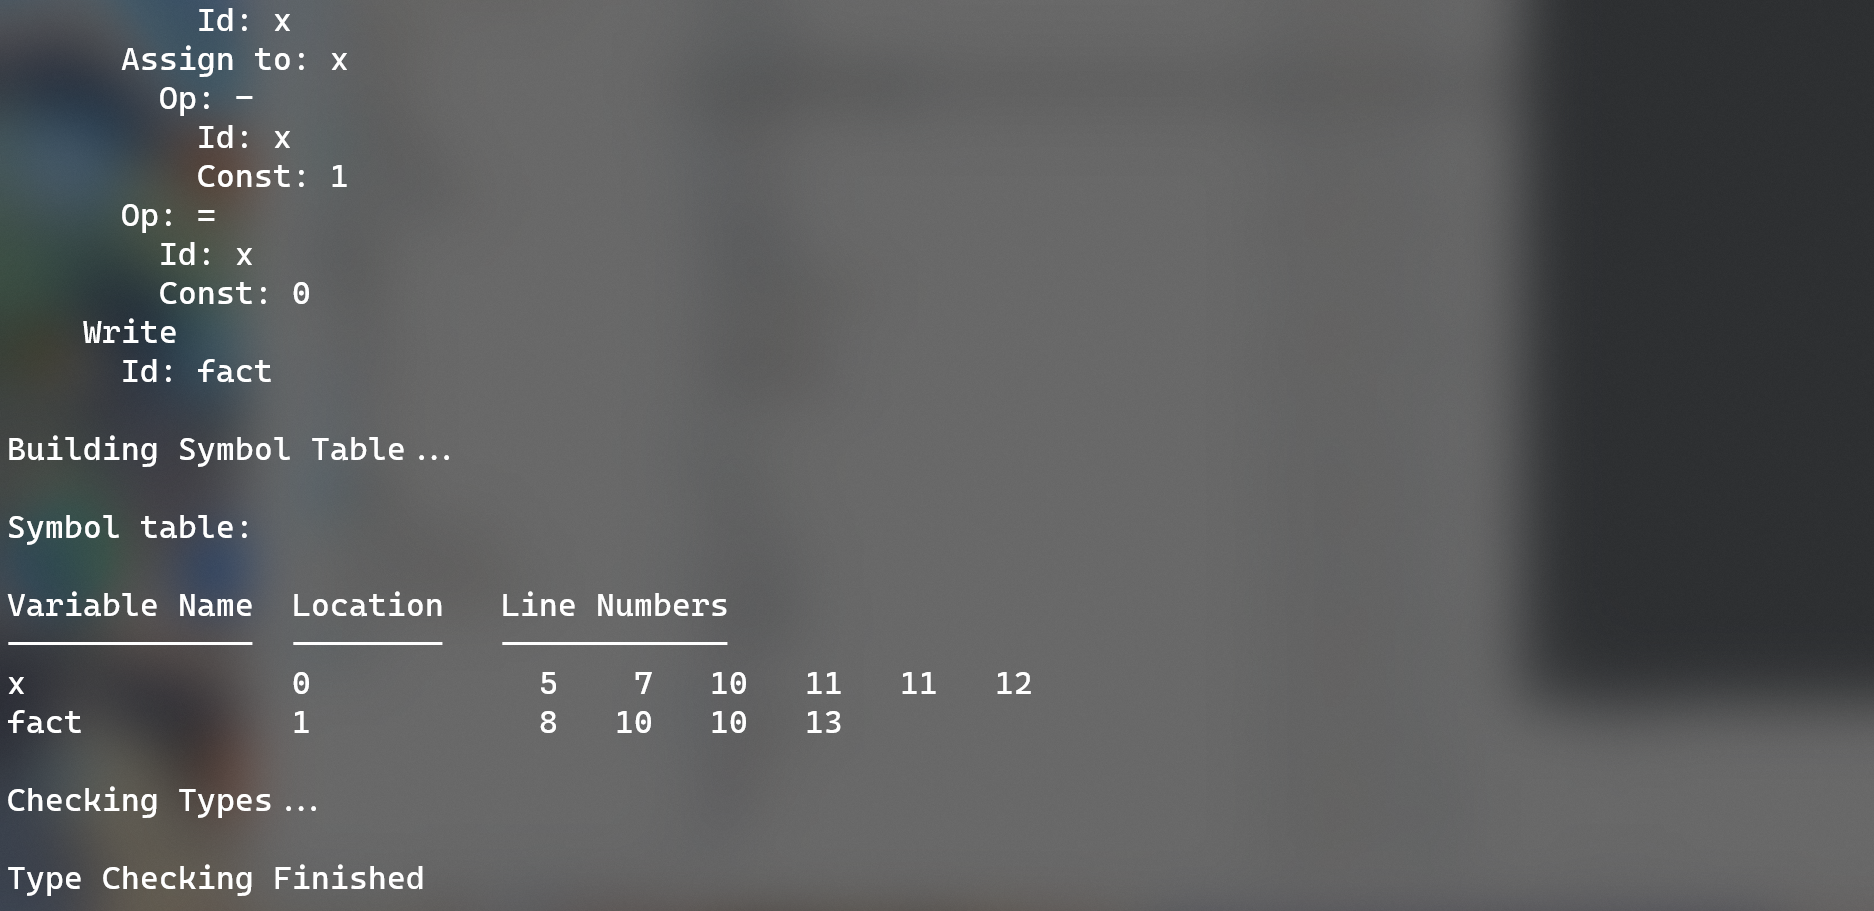 Id: x
Assign to: x
Op: -
Id: x
Const: 1
Op: =
Id: x
Const: 0
Write
Id: fact
Building Symbol Table...
Symbol table:
Variable Name Location Line Numbers
x 0 5 7 10 11 11 12
fact 1 8 10 10 13
Checking Types...
Type Checking Finished